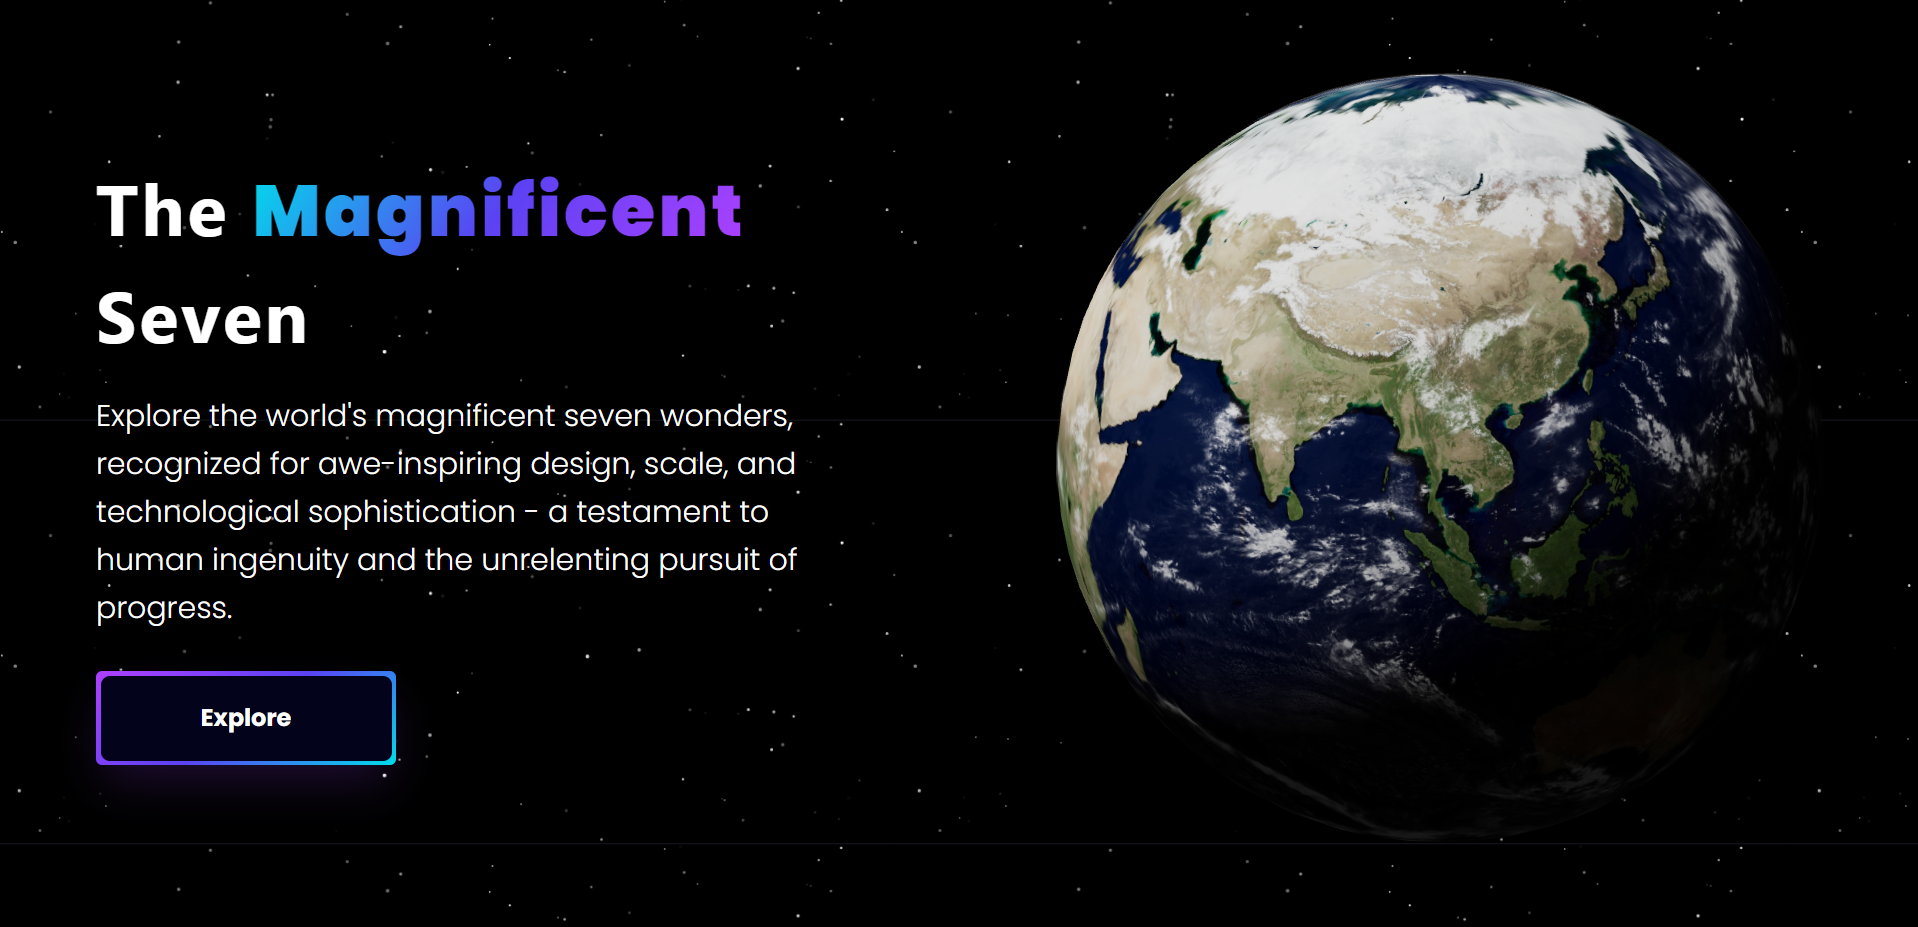 The Magnificent
Seven
Explore the world's magnificent seven wonders,
recognized for awe-inspiring design, scale, and
technological sophistication - a testament to
human ingenuity and the unrelenting pursuit of
progress.
Explore